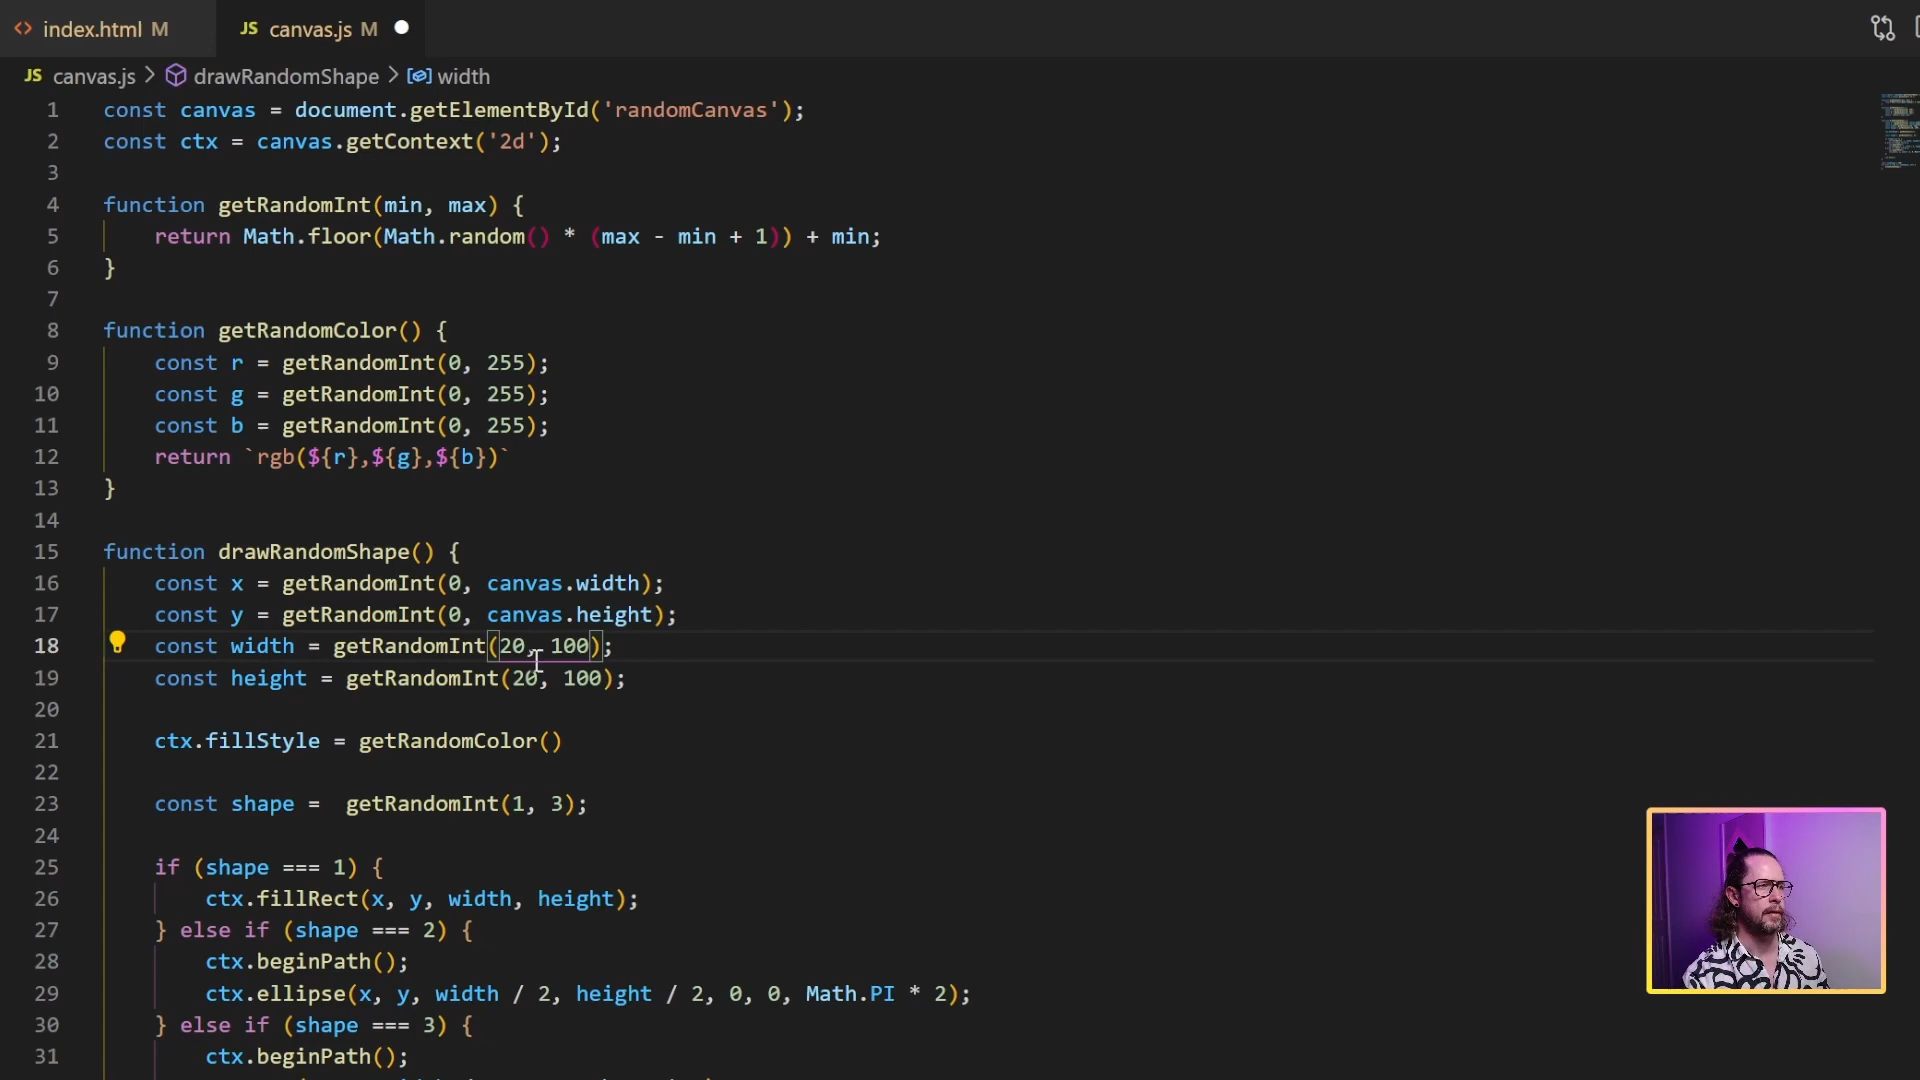 index.html M
JS canvas.js M
JS canvas.js > drawRandomShape > width
1 const canvas = document.getElementById('randomCanvas');
2 const ctx = canvas.getContext('2d');
3
4 function getRandomInt(min, max) {
5 return Math.floor(Math.random() * (max - min + 1)) + min;
6 }
7
8 function getRandomColor() {
9 const r = getRandomInt(0, 255);
10 const g = getRandomInt(0, 255);
11 const b = getRandomInt(0, 255);
12 return `rgb(${r},${g},${b})`
13 }
14
15 function drawRandomShape() {
16 const x = getRandomInt(0, canvas.width);
17 const y = getRandomInt(0, canvas.height);
18 const width = getRandomInt(20, 100);
19 const height = getRandomInt(20, 100);
20
21 ctx.fillStyle = getRandomColor()
22
23 const shape =  getRandomInt(1, 3);
24
25 if (shape === 1) {
26 ctx.fillRect(x, y, width, height);
27 } else if (shape === 2) {
28 ctx.beginPath();
29 ctx.ellipse(x, y, width / 2, height / 2, 0, 0, Math.PI * 2);
30 } else if (shape === 3) {
31 ctx.beginPath();